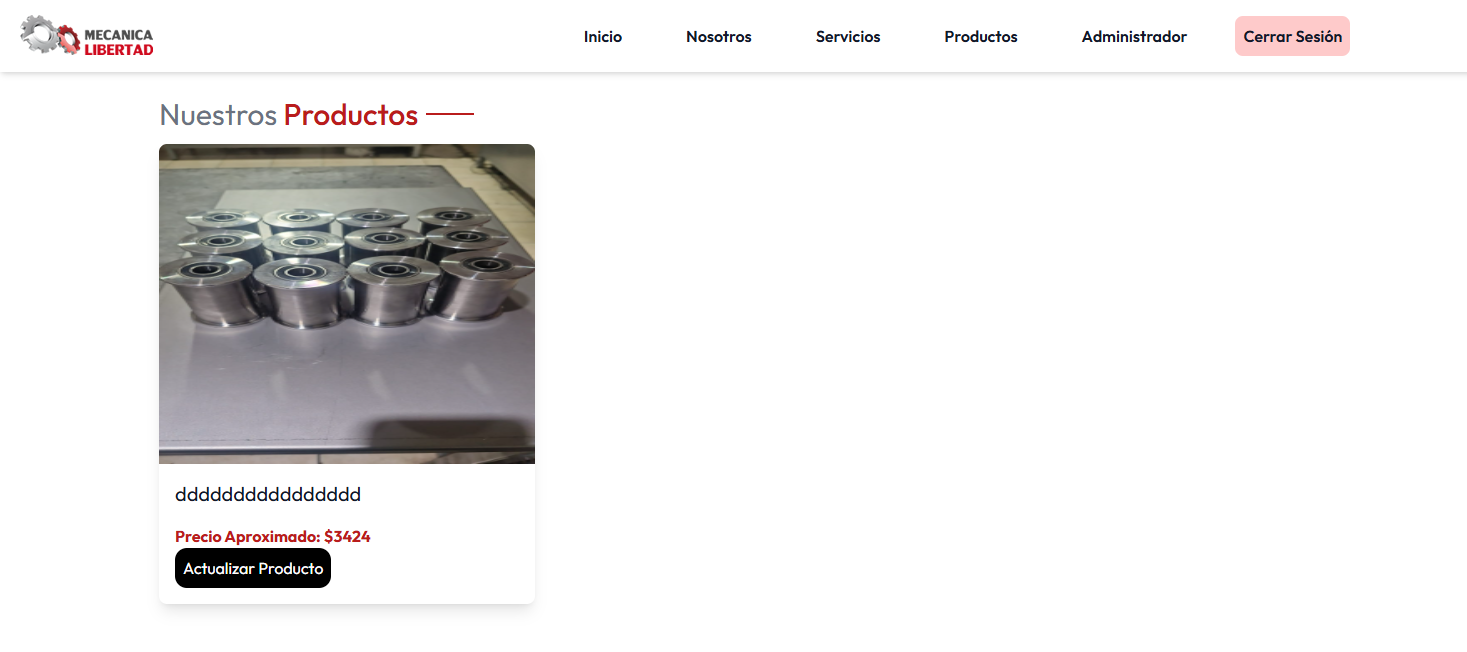 MECANICA
LIBERTAD
Inicio
Nosotros
Servicios
Productos
Administrador
Cerrar Sesión
Nuestros Productos
dddddddddddddddd
Precio Aproximado: $3424
Actualizar Producto